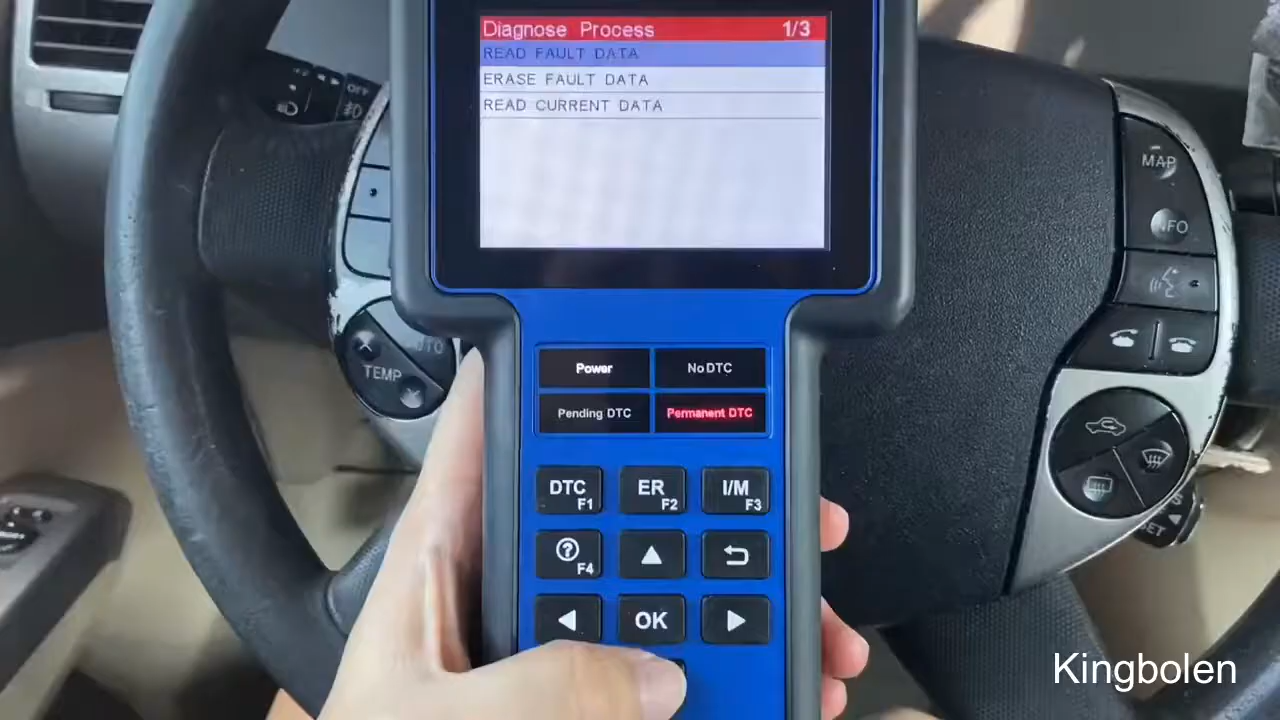 Diagnose Process 1/3
READ FAULT DATA
ERASE FAULT DATA
READ CURRENT DATA
OFF
MAP
INFO
TEMP
Power
No DTC
Pending DTC
Permanent DTC
DTC F1
ER F2
I/M F3
F4
OK
Kingbolen